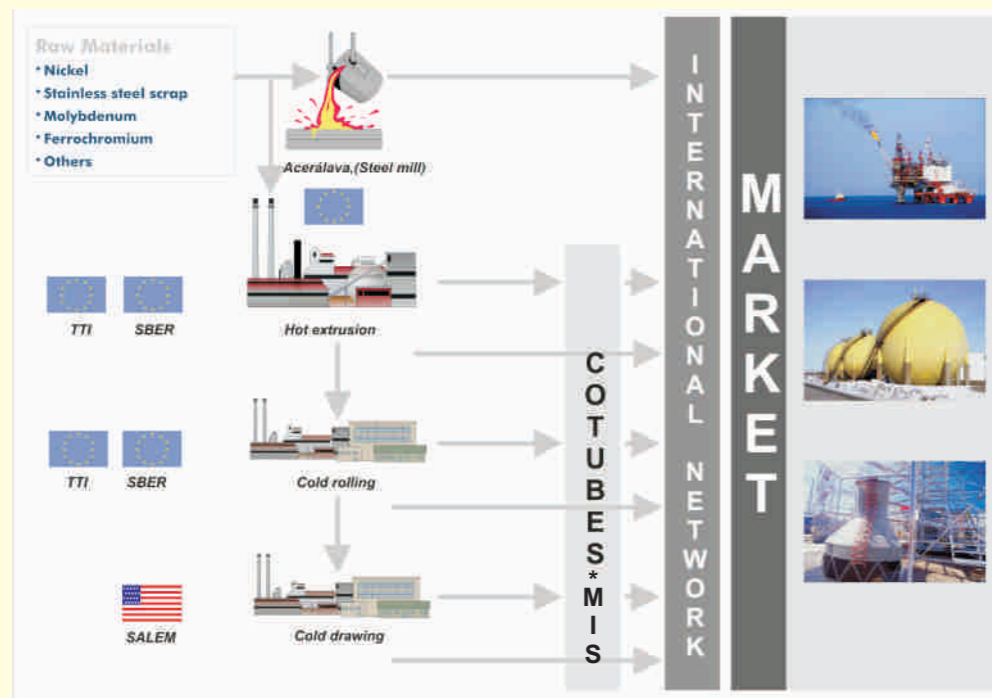 Raw Materials
• Nickel
• Stainless steel scrap
• Molybdenum
• Ferrochromium
• Others
Acerálava,(Steel mill)
TTI
SBER
Hot extrusion
TTI
SBER
Cold rolling
SALEM
Cold drawing
COTUBES*MIS
INTERNATIONAL NETWORK
MARKET